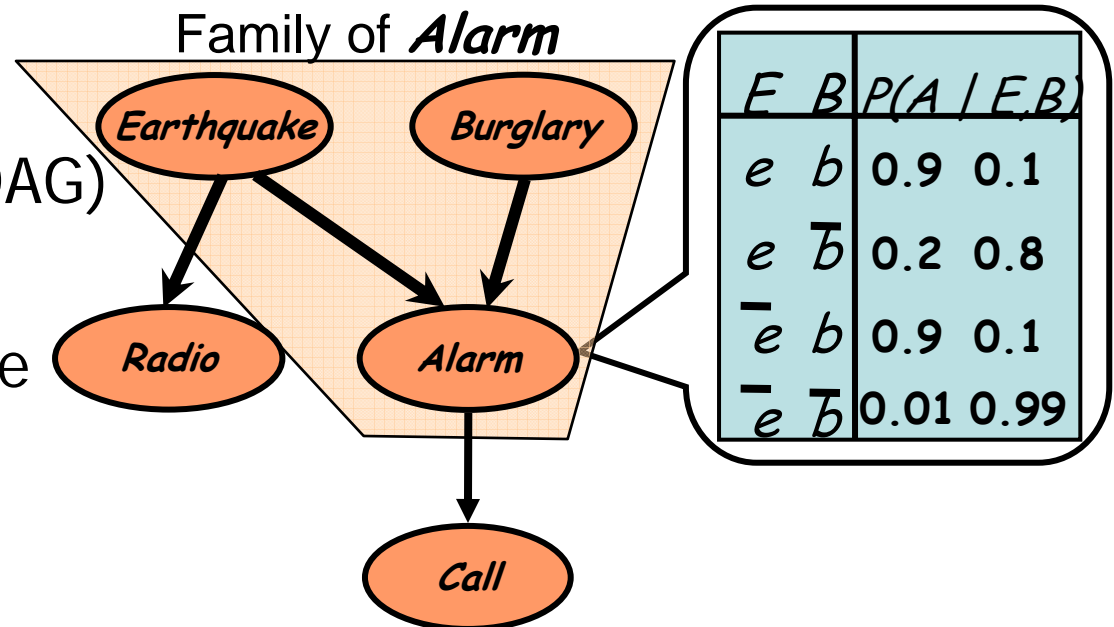 Family of Alarm
Earthquake
Burglary
DAG)
Radio
Alarm
e
Call
E B P(A | E,B)
e b 0.9 0.1
e b̅ 0.2 0.8
e̅ b 0.9 0.1
e̅ b̅ 0.01 0.99